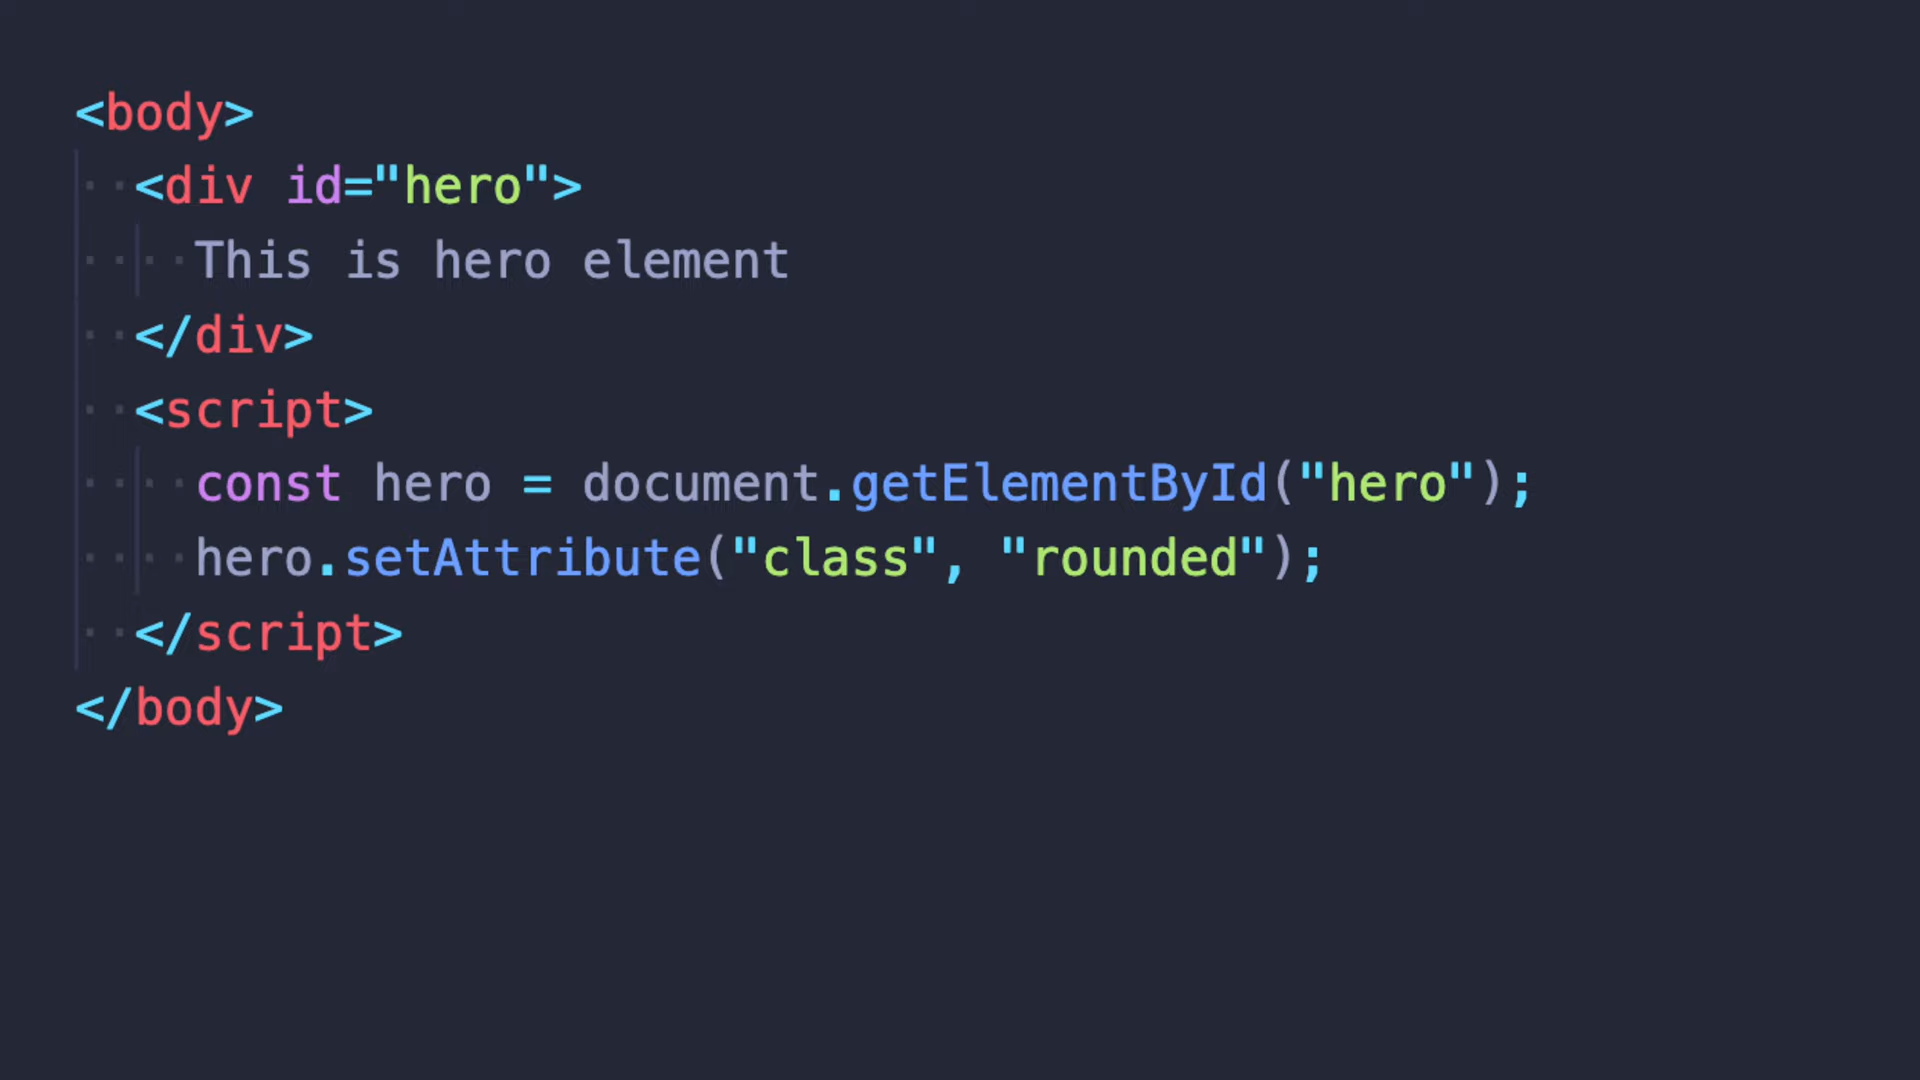 <body>
  <div id="hero">
    This is hero element
  </div>
  <script>
    const hero = document.getElementById("hero");
    hero.setAttribute("class", "rounded");
  </script>
</body>